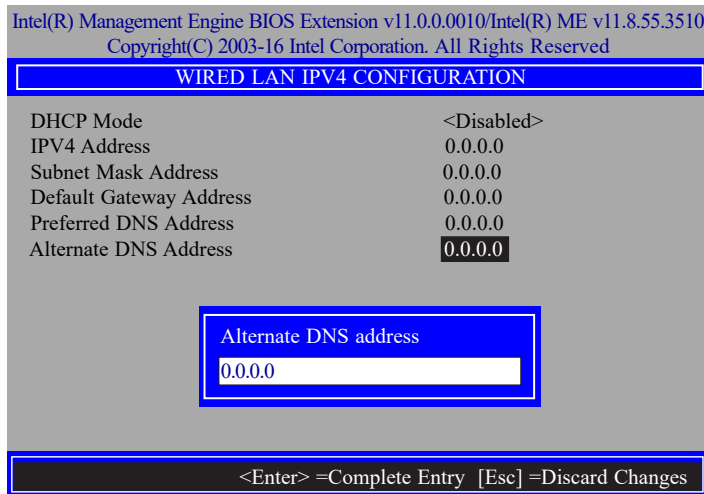 Intel(R) Management Engine BIOS Extension v11.0.0.0010/Intel(R) ME v11.8.55.3510
Copyright(C) 2003-16 Intel Corporation. All Rights Reserved
WIRED LAN IPV4 CONFIGURATION
DHCP Mode <Disabled>
IPV4 Address 0.0.0.0
Subnet Mask Address 0.0.0.0
Default Gateway Address 0.0.0.0
Preferred DNS Address 0.0.0.0
Alternate DNS Address 0.0.0.0
Alternate DNS address
0.0.0.0
<Enter> =Complete Entry [Esc] =Discard Changes